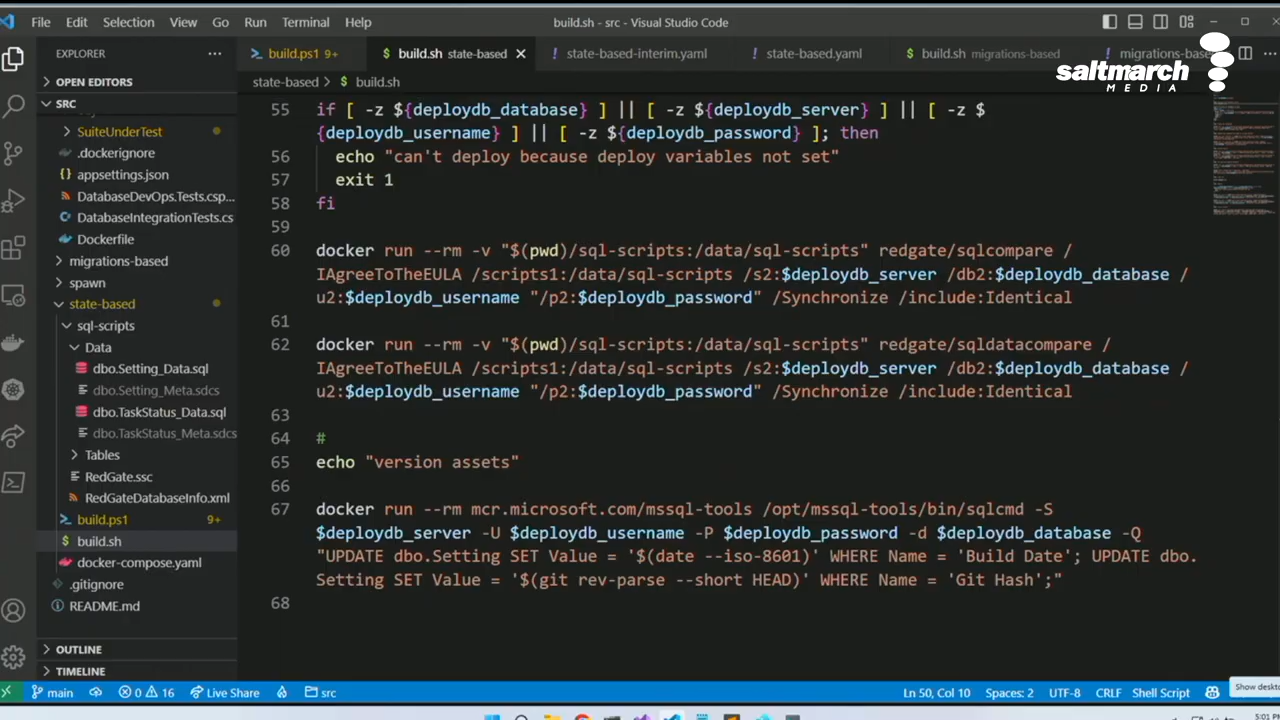 File Edit Selection View Go Run Terminal Help build.sh - src - Visual Studio Code
EXPLORER
build.ps1 9+
build.sh state-based
state-based-interim.yaml
state-based.yaml
build.sh migrations-based
migrations-bas
saltmarch
MEDIA
OPEN EDITORS
SRC
SuiteUnderTest
.dockerignore
appsettings.json
DatabaseDevOps.Tests.csp...
DatabaseIntegrationTests.cs
Dockerfile
migrations-based
spawn
state-based
sql-scripts
Data
dbo.Setting_Data.sql
dbo.Setting_Meta.sdcs
dbo.TaskStatus_Data.sql
dbo.TaskStatus_Meta.sdcs
Tables
RedGate.ssc
RedGateDatabaseInfo.xml
build.ps1 9+
build.sh
docker-compose.yaml
.gitignore
README.md
OUTLINE
TIMELINE
state-based > build.sh
55 if [ -z ${deploydb_database} ] || [ -z ${deploydb_server} ] || [ -z $
{deploydb_username} ] || [ -z ${deploydb_password} ]; then
56 echo "can't deploy because deploy variables not set"
57 exit 1
58 fi
59
60 docker run --rm -v "$(pwd)/sql-scripts:/data/sql-scripts" redgate/sqlcompare /
IAgreeToTheEULA /scripts1:/data/sql-scripts /s2:$deploydb_server /db2:$deploydb_database /
u2:$deploydb_username "/p2:$deploydb_password" /Synchronize /include:Identical
61
62 docker run --rm -v "$(pwd)/sql-scripts:/data/sql-scripts" redgate/sqldatacompare /
IAgreeToTheEULA /scripts1:/data/sql-scripts /s2:$deploydb_server /db2:$deploydb_database /
u2:$deploydb_username "/p2:$deploydb_password" /Synchronize /include:Identical
63
64 #
65 echo "version assets"
66
67 docker run --rm mcr.microsoft.com/mssql-tools /opt/mssql-tools/bin/sqlcmd -S
$deploydb_server -U $deploydb_username -P $deploydb_password -d $deploydb_database -Q
"UPDATE dbo.Setting SET Value = '$(date --iso-8601)' WHERE Name = 'Build Date'; UPDATE dbo.
Setting SET Value = '$(git rev-parse --short HEAD)' WHERE Name = 'Git Hash';"
68
main 0 16 Live Share src Ln 50, Col 10 Spaces: 2 UTF-8 CRLF Shell Script
Show deskto
5:01 PM